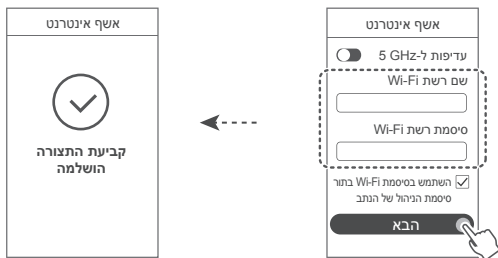 אשף אינטרנט
עדיפות ל-5 GHz
שם רשת Wi-Fi
סיסמת רשת Wi-Fi
השתמש בסיסמת Wi-Fi בתור
סיסמת הניהול של הנתב
הבא
אשף אינטרנט
קביעת התצורה
הושלמה